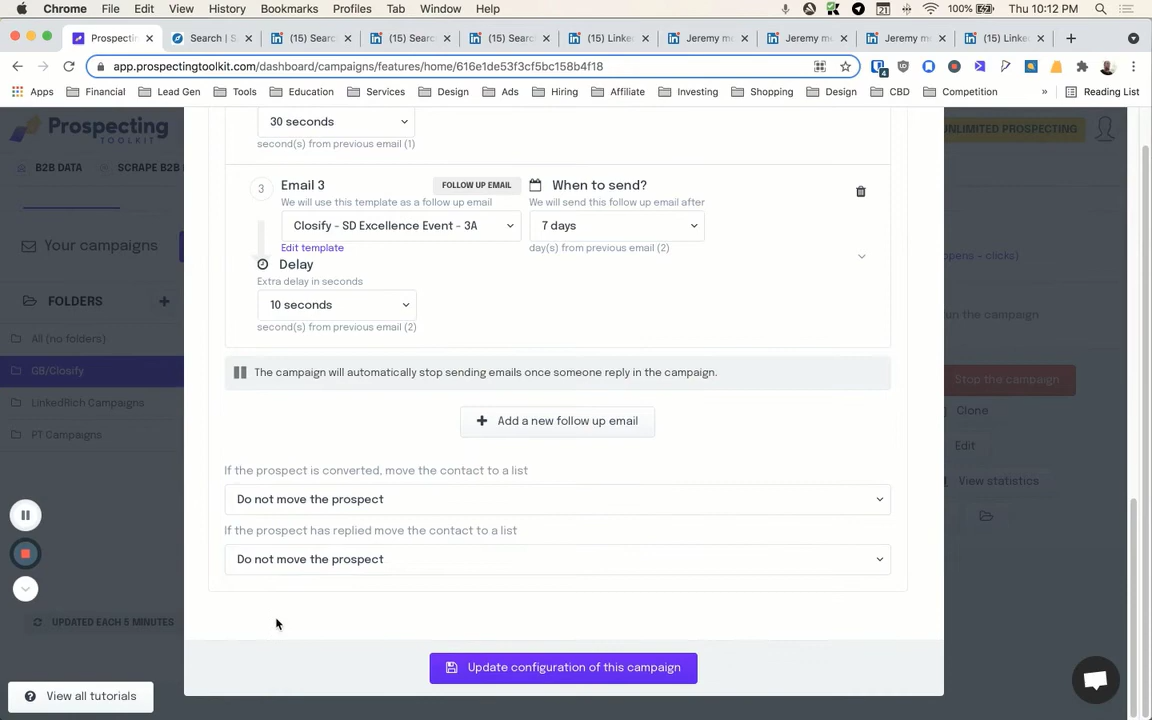 Chrome File Edit View History Bookmarks Profiles Tab Window Help 21 100% Thu 10:12 PM
Prospectin Search | S (15) Searc (15) Searc (15) Searc (15) Linke Jeremy m Jeremy m Jeremy m (15) Linke
app.prospectingtoolkit.com/dashboard/campaigns/features/home/616e1de53f3cf5bc158b4f18 4
Apps Financial Lead Gen Tools Education Services Design Ads Hiring Affiliate Investing Shopping Design CBD Competition » Reading List
Prospecting
TOOLKIT
UNLIMITED PROSPECTING
B2B DATA SCRAPE B2B
Your campaigns
FOLDERS
All (no folders)
GB/Closify
LinkedRich Campaigns
PT Campaigns
UPDATED EACH 5 MINUTES
View all tutorials
30 seconds
second(s) from previous email (1)
3 Email 3 FOLLOW UP EMAIL When to send?
We will use this template as a follow up email We will send this follow up email after
Closify - SD Excellence Event - 3A 7 days
Edit template day(s) from previous email (2)
Delay
Extra delay in seconds
10 seconds
second(s) from previous email (2)
The campaign will automatically stop sending emails once someone reply in the campaign.
Add a new follow up email
If the prospect is converted, move the contact to a list
Do not move the prospect
If the prospect has replied move the contact to a list
Do not move the prospect
Update configuration of this campaign
opens - clicks)
un the campaign
Stop the campaign
Clone
Edit
View statistics